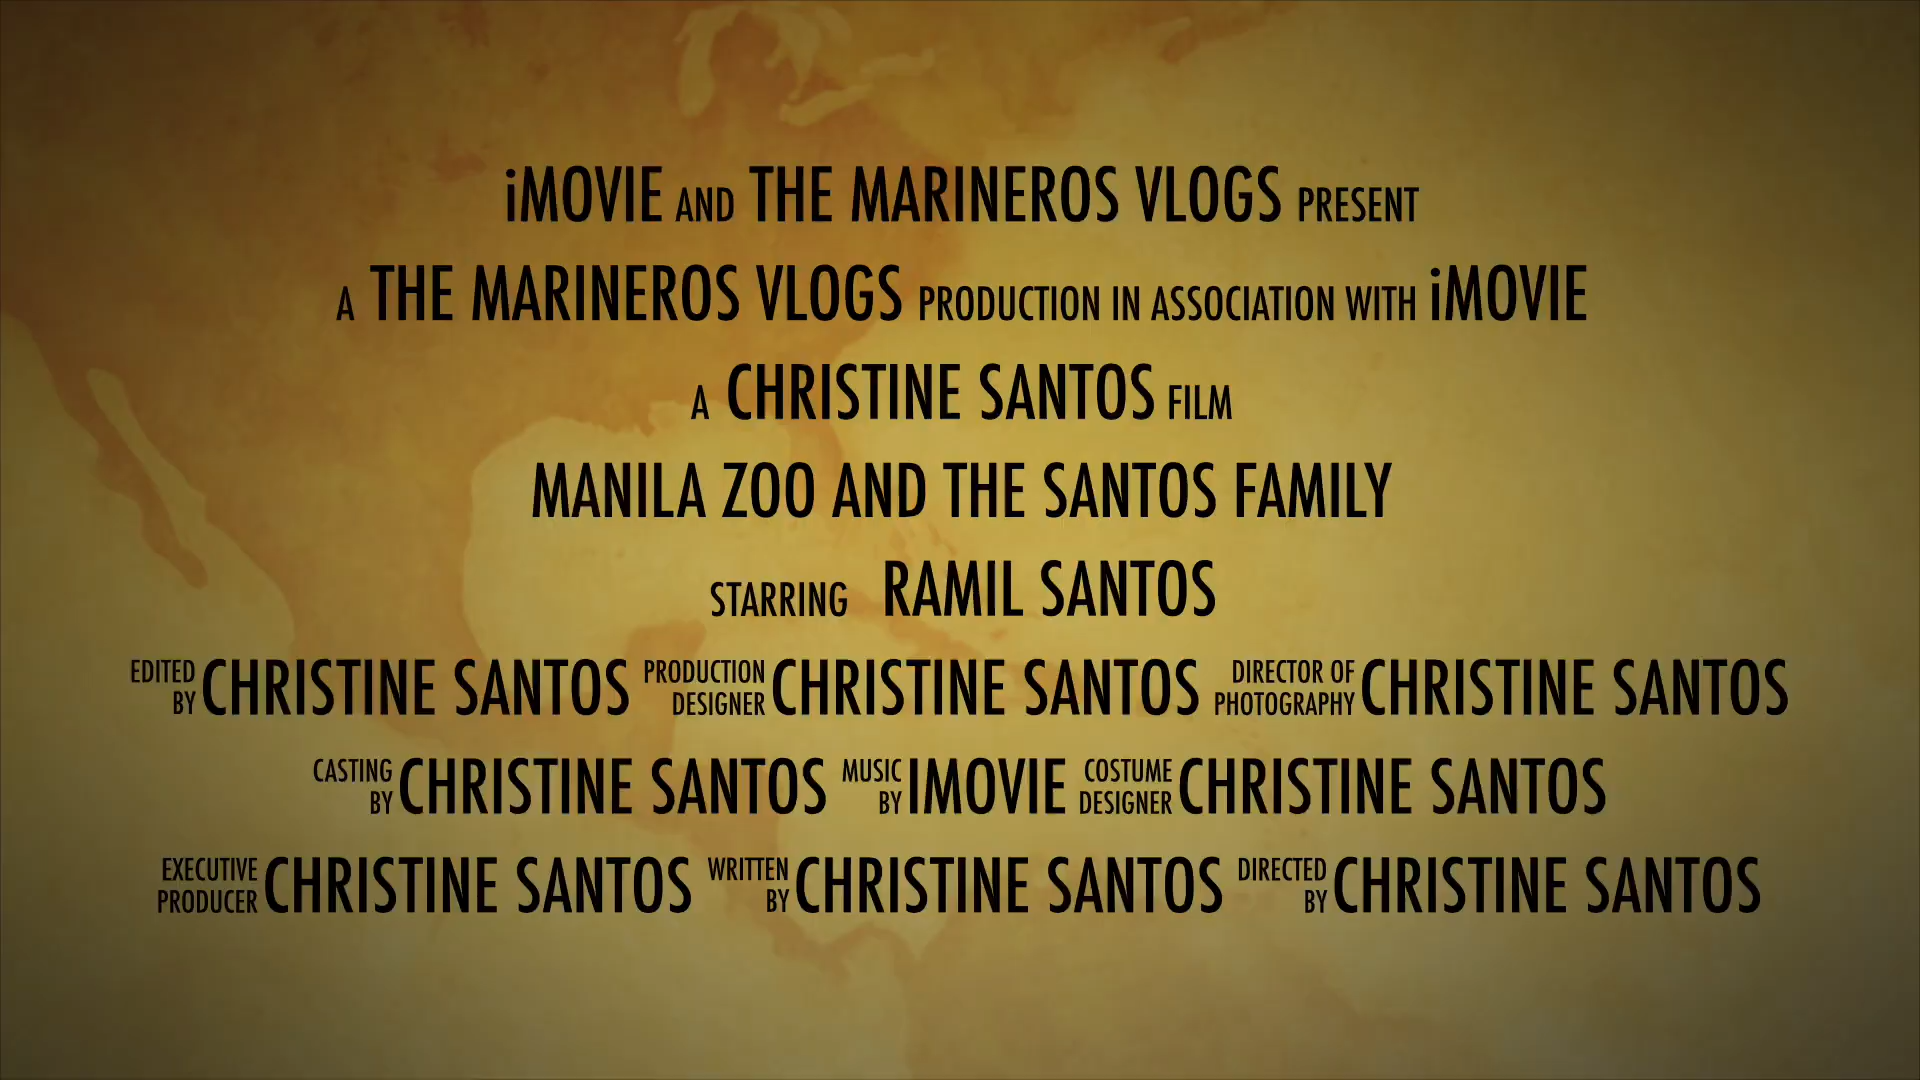 iMOVIE AND THE MARINEROS VLOGS PRESENT
A THE MARINEROS VLOGS PRODUCTION IN ASSOCIATION WITH iMOVIE
A CHRISTINE SANTOS FILM
MANILA ZOO AND THE SANTOS FAMILY
STARRING RAMIL SANTOS
EDITED BY CHRISTINE SANTOS PRODUCTION DESIGNER CHRISTINE SANTOS DIRECTOR OF PHOTOGRAPHY CHRISTINE SANTOS
CASTING BY CHRISTINE SANTOS MUSIC BY IMOVIE COSTUME DESIGNER CHRISTINE SANTOS
EXECUTIVE PRODUCER CHRISTINE SANTOS WRITTEN BY CHRISTINE SANTOS DIRECTED BY CHRISTINE SANTOS